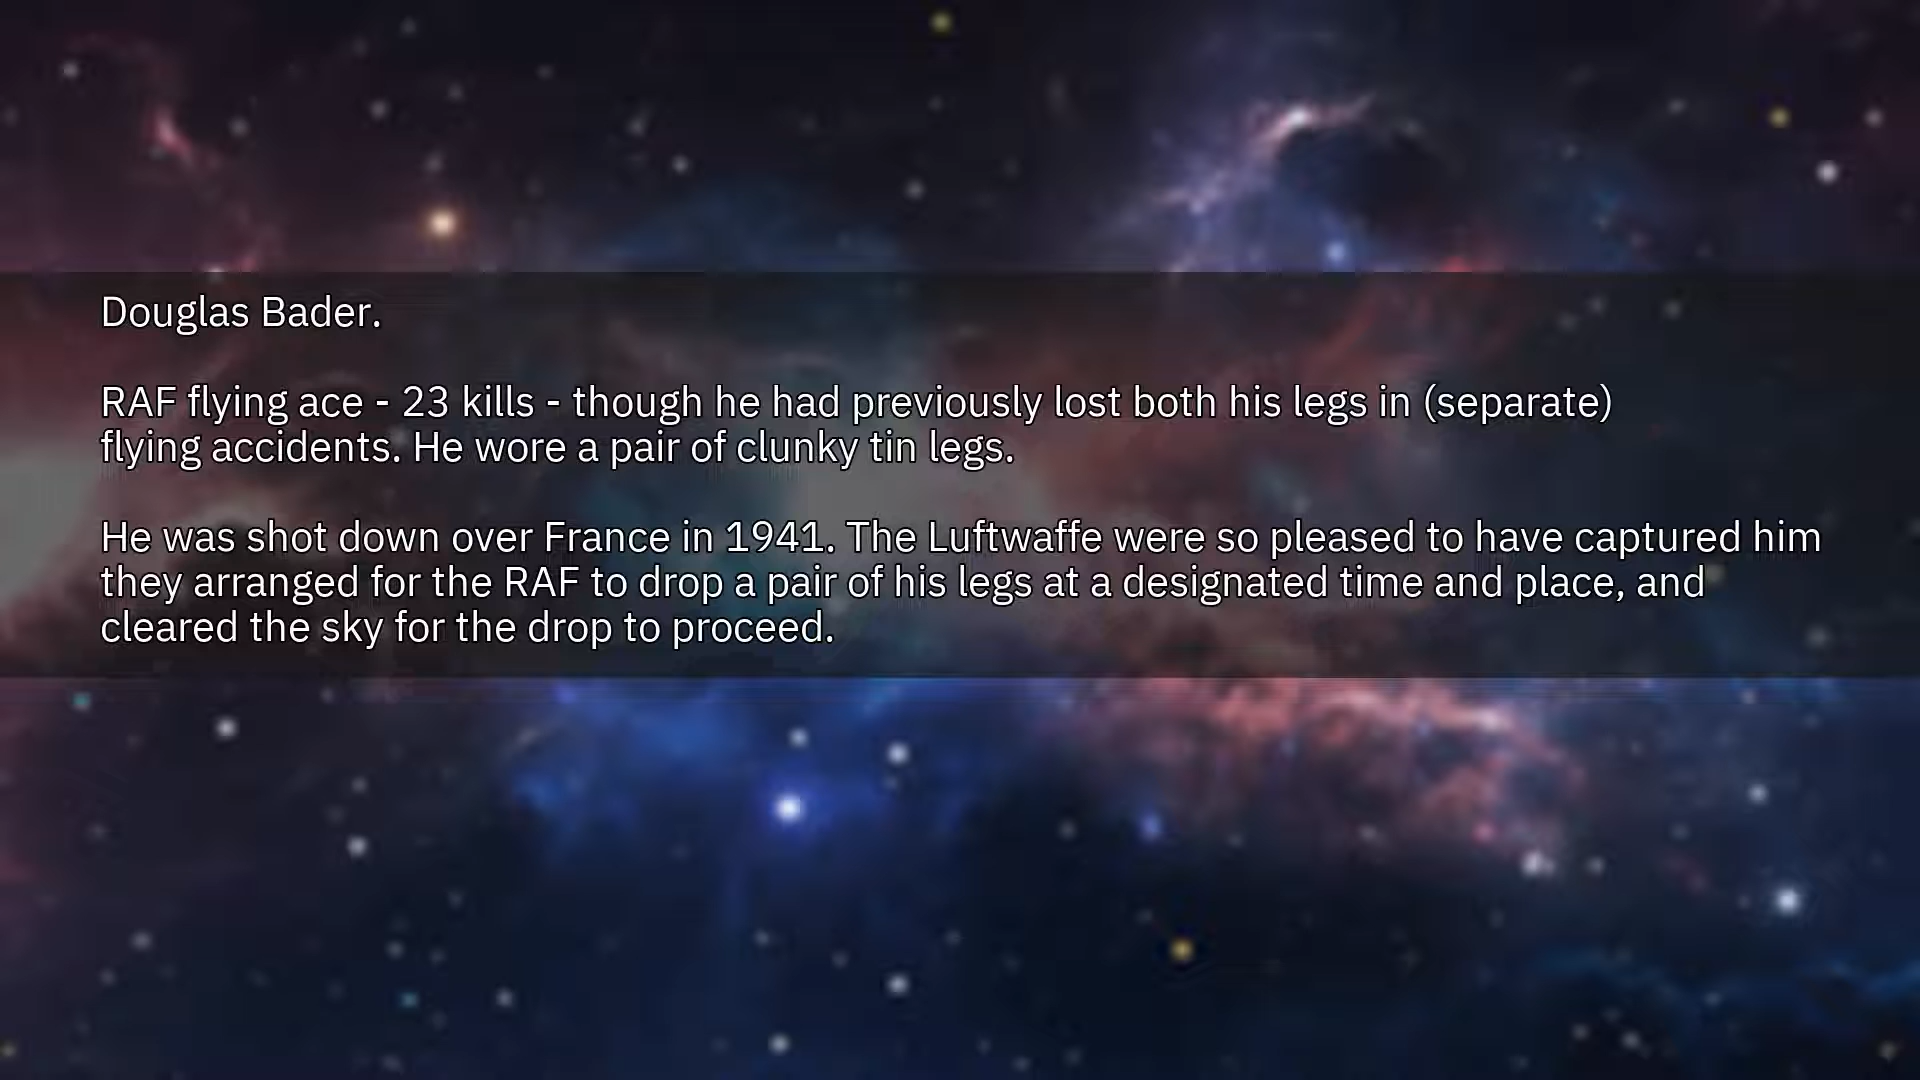 Douglas Bader.
RAF flying ace - 23 kills - though he had previously lost both his legs in (separate)
flying accidents. He wore a pair of clunky tin legs.
He was shot down over France in 1941. The Luftwaffe were so pleased to have captured him
they arranged for the RAF to drop a pair of his legs at a designated time and place, and
cleared the sky for the drop to proceed.